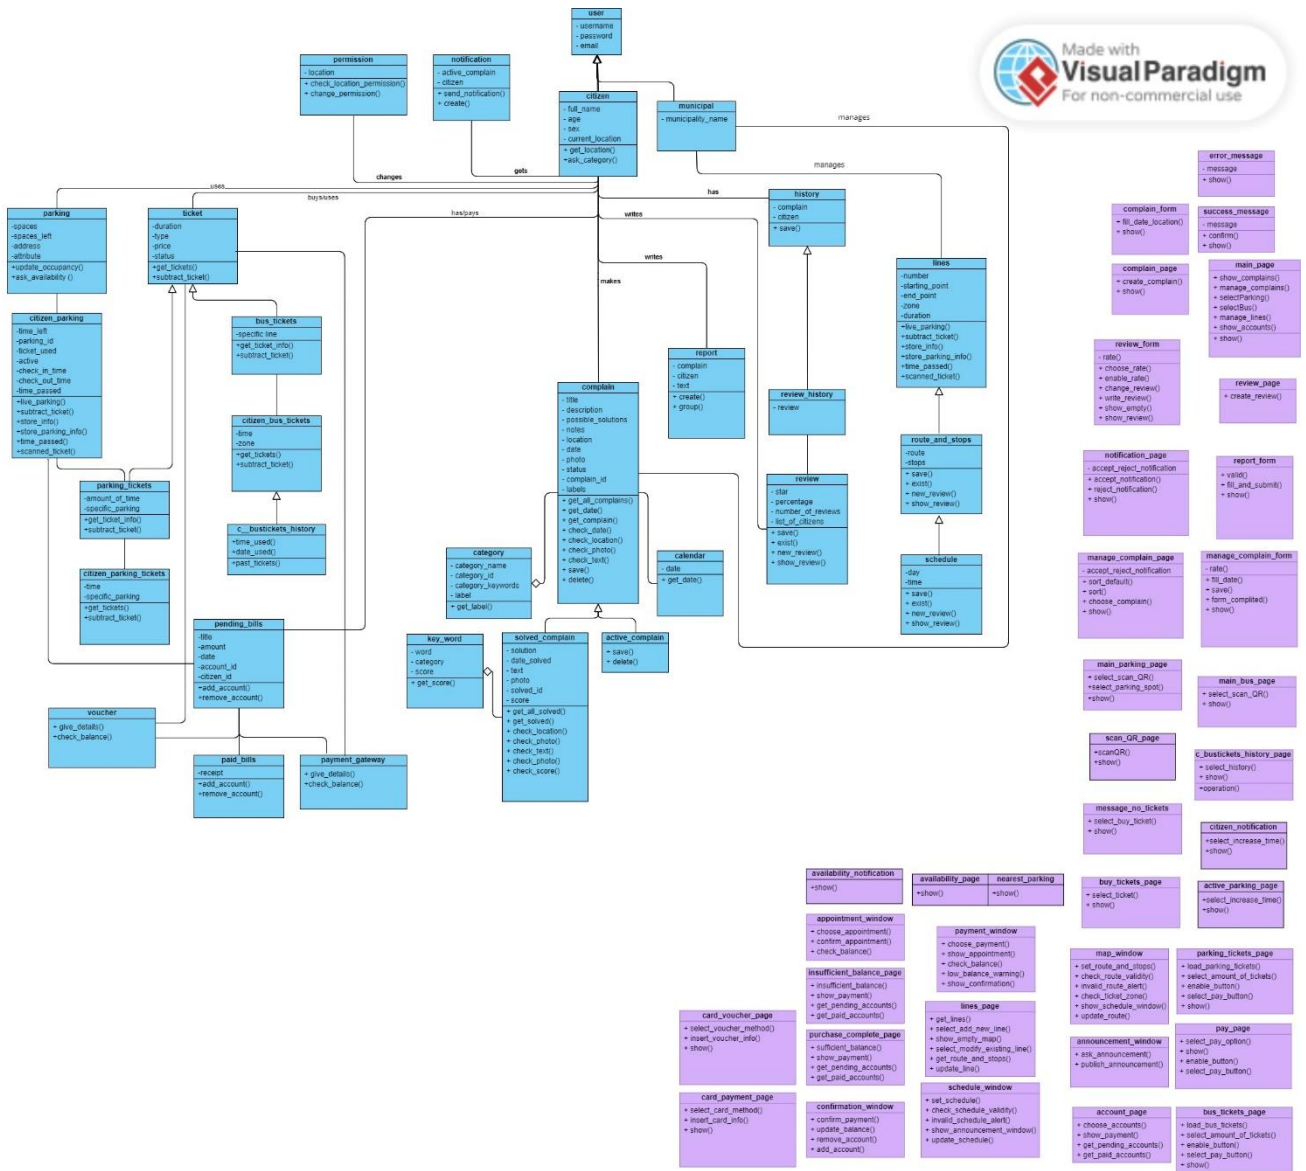 user
- username
- password
- email
Made with
Visual Paradigm
For non-commercial use
permission
- location
+ check_location_permission()
+ change_permission()
notification
- active_complain
- citizen
+ send_notification()
+ create()
citizen
- full_name
- age
- sex
- current_location
+ get_location()
+ask_category()
municipal
- municipality_name
manages
manages
changes
gets
has
uses
buys/uses
has/pays
writes
writes
makes
parking
-spaces
-spaces_left
-address
-attribute
+update_occupancy()
+ask_availability ()
ticket
-duration
-type
-price
-status
+get_tickets()
+subtract_ticket()
history
- complain
- citizen
+ save()
lines
-number
-starting_point
-end_point
-zone
-duration
+live_parking()
+subtract_ticket()
+store_info()
+store_parking_info()
+time_passed()
+scanned_ticket()
citizen_parking
-time_left
-parking_id
-ticket_used
-active
-check_in_time
-check_out_time
-time_passed
+live_parking()
+subtract_ticket()
+store_info()
+store_parking_info()
+time_passed()
+scanned_ticket()
bus_tickets
-specific line
+get_ticket_info()
+subtract_ticket()
report
- complain
- citizen
- text
+ create()
+ group()
complain
- title
- description
- possible_solutions
- notes
- location
- date
- photo
- status
- complain_id
- labels
+ get_all_complains()
+ get_date()
+ get_complain()
+ check_date()
+ check_location()
+ check_photo()
+ check_text()
+ save()
+ delete()
review_history
- review
citizen_bus_tickets
-time
-zone
+get_tickets()
+subtract_ticket()
route_and_stops
-route
-stops
+ save()
+ exist()
+ new_review()
+ show_review()
parking_tickets
-amount_of_time
-specific_parking
+get_ticket_info()
+subtract_ticket()
review
- star
- percentage
- number_of_reviews
- list_of_citizens
+ save()
+ exist()
+ new_review()
+ show_review()
c__bustickets_history
+time_used()
+date_used()
+past_tickets()
category
- category_name
- category_id
- category_keywords
- label
+ get_label()
calendar
- date
+ get_date()
schedule
-day
-time
+ save()
+ exist()
+ new_review()
+ show_review()
citizen_parking_tickets
-time
-specific_parking
+get_tickets()
+subtract_ticket()
pending_bills
-title
-amount
-date
-account_id
-citizen_id
+add_account()
+remove_account()
key_word
- word
- category
- score
+ get_score()
solved_complain
- solution
- date_solved
- text
- photo
- solved_id
- score
+ get_all_solved()
+ get_solved()
+ check_location()
+ check_photo()
+ check_text()
+ check_photo()
+ check_score()
active_complain
+ save()
+ delete()
voucher
+ give_details()
+check_balance()
paid_bills
-receipt
+add_account()
+remove_account()
payment_gateway
+ give_details()
+check_balance()
error_message
- message
+ show()
complain_form
+ fill_date_location()
+ show()
success_message
- message
+ confirm()
+ show()
complain_page
+ create_complain()
+ show()
main_page
+ show_complains()
+ manage_complains()
+ selectParking()
+ selectBus()
+ manage_lines()
+ show_accounts()
+ show()
review_form
- rate()
+ choose_rate()
+ enable_rate()
+ change_review()
+ write_review()
+ show_empty()
+ show_review()
review_page
+ create_review()
notification_page
- accept_reject_notification
+ accept_notification()
+ reject_notification()
+ show()
report_form
+ valid()
+ fill_and_submit()
+ show()
manage_complain_page
- accept_reject_notification
+ sort_default()
+ sort()
+ choose_complain()
+ show()
manage_complain_form
- rate()
+ fill_date()
+ save()
+ form_complited()
+ show()
main_parking_page
+ select_scan_QR()
+select_parking_spot()
+show()
main_bus_page
+ select_scan_QR()
+ show()
scan_QR_page
+scanQR()
+show()
c_bustickets_history_page
+ select_history()
+ show()
+operation()
message_no_tickets
+ select_buy_ticket()
+ show()
citizen_notification
+select_increase_time()
+show()
buy_tickets_page
+ select_ticket()
+ show()
active_parking_page
+select_increase_time()
+show()
availability_notification
+show()
availability_page
+show()
nearest_parking
+show()
appointment_window
+ choose_appointment()
+ confirm_appointment()
+ check_balance()
payment_window
+ choose_payment()
+ show_appointment()
+ check_balance()
+ low_balance_warning()
+ show_confirmation()
map_window
+ set_route_and_stops()
+ check_route_validity()
+ invalid_route_alert()
+ check_ticket_zone()
+ show_schedule_window()
+ update_route()
parking_tickets_page
+ load_parking_tickets()
+ select_amount_of_tickets()
+ enable_button()
+ select_pay_button()
+ show()
insufficient_balance_page
+ insufficient_balance()
+ show_payment()
+ get_pending_accounts()
+ get_paid_accounts()
lines_page
+ get_lines()
+ select_add_new_line()
+ show_empty_map()
+ select_modify_existing_line()
+ get_route_and_stops()
+ update_line()
card_voucher_page
+ select_voucher_method()
+ insert_voucher_info()
+ show()
purchase_complete_page
+ sufficient_balance()
+ show_payment()
+ get_pending_accounts()
+ get_paid_accounts()
announcement_window
+ ask_announcement()
+ publish_announcement()
pay_page
+ select_pay_option()
+ show()
+ enable_button()
+ select_pay_button()
card_payment_page
+ select_card_method()
+ insert_card_info()
+ show()
confirmation_window
+ confirm_payment()
+ update_balance()
+ remove_account()
+ add_account()
schedule_window
+ set_schedule()
+ check_schedule_validity()
+ invalid_schedule_alert()
+ show_announcement_window()
+ update_schedule()
account_page
+ choose_accounts()
+ show_payment()
+ get_pending_accounts()
+ get_paid_accounts()
bus_tickets_page
+ load_bus_tickets()
+ select_amount_of_tickets()
+ enable_button()
+ select_pay_button()
+ show()